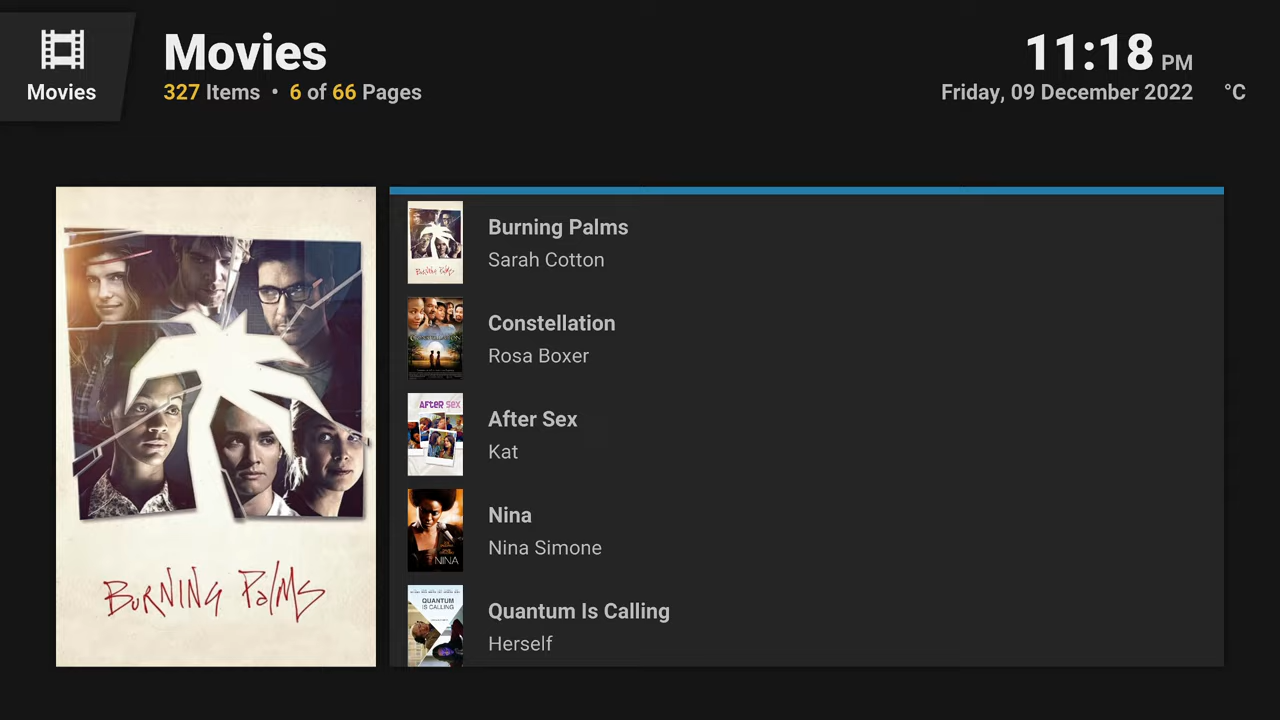 Movies
Movies
327 Items • 6 of 66 Pages
11:18 PM
Friday, 09 December 2022 °C
BURNING PalMS
Burning Palms
Sarah Cotton
Constellation
Rosa Boxer
AFTER SEX
After Sex
Kat
NINA
Nina
Nina Simone
QUANTUM
IS CALLING
Quantum Is Calling
Herself